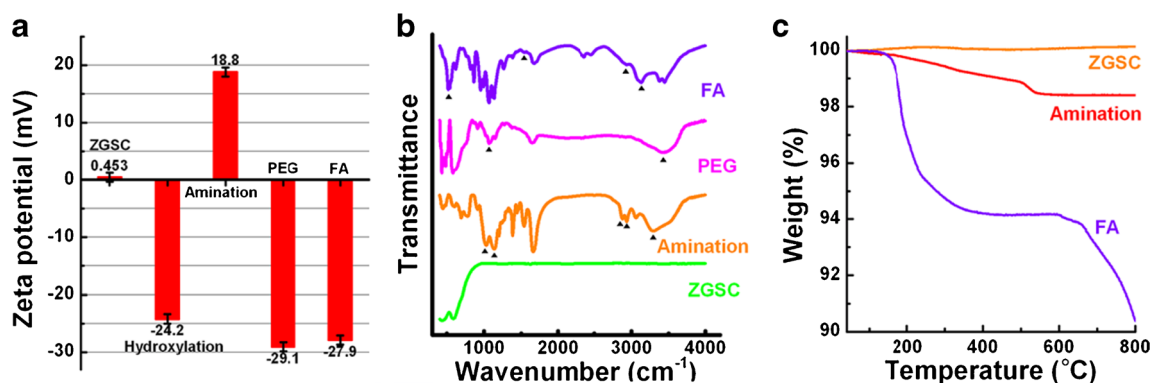 a
Zeta potential (mV)
20
10
0
-10
-20
-30
ZGSC
0.453
-24.2
Hydroxylation
18.8
Amination
PEG
-29.1
FA
-27.9
b
Transmittance
FA
PEG
Amination
ZGSC
1000 2000 3000 4000
Wavenumber (cm⁻¹)
c
Weight (%)
100
98
96
94
92
90
ZGSC
Amination
FA
200 400 600 800
Temperature (°C)